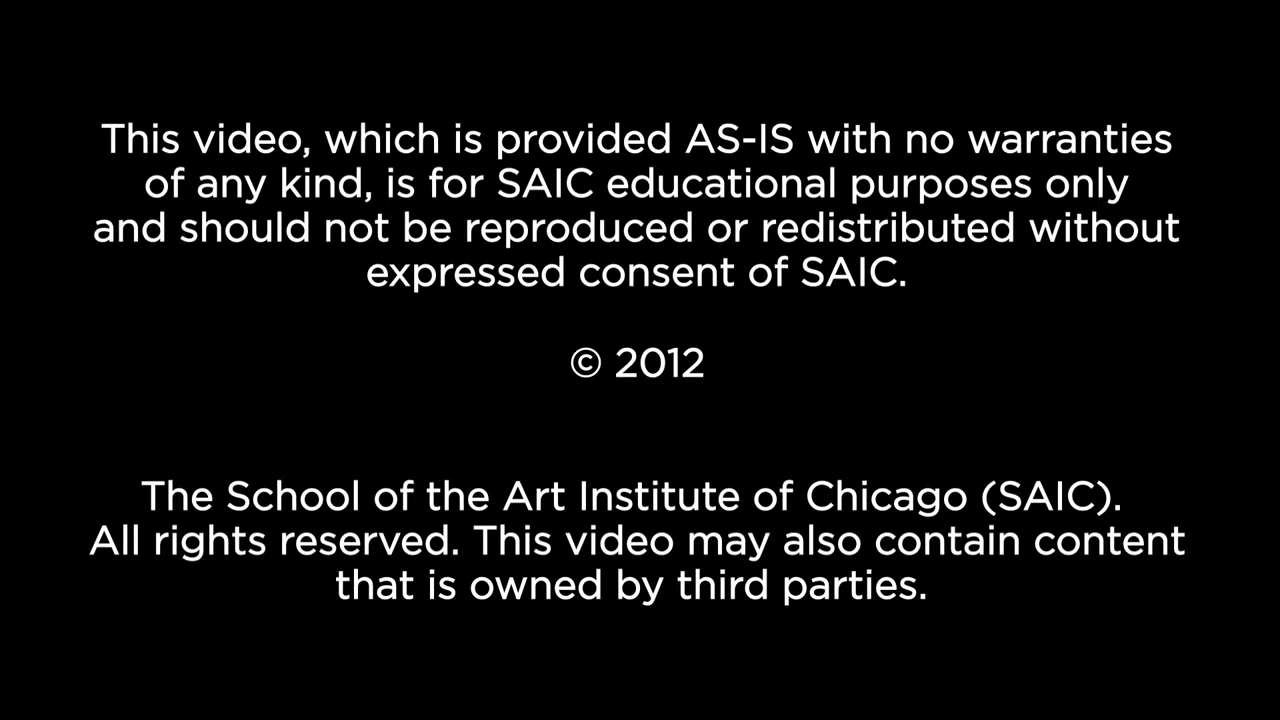 This video, which is provided AS-IS with no warranties
of any kind, is for SAIC educational purposes only
and should not be reproduced or redistributed without
expressed consent of SAIC.
© 2012
The School of the Art Institute of Chicago (SAIC).
All rights reserved. This video may also contain content
that is owned by third parties.